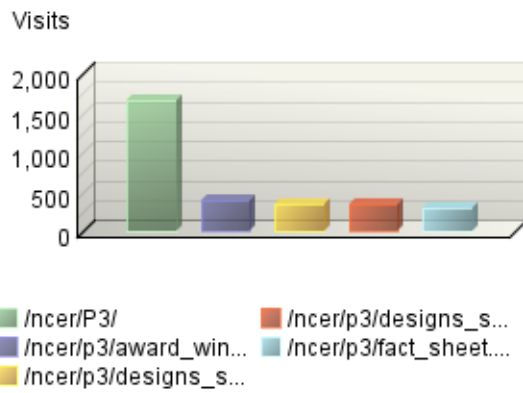 Visits
2,000
1,500
1,000
500
0
/ncer/P3/
/ncer/p3/designs_s...
/ncer/p3/award_win...
/ncer/p3/fact_sheet....
/ncer/p3/designs_s...